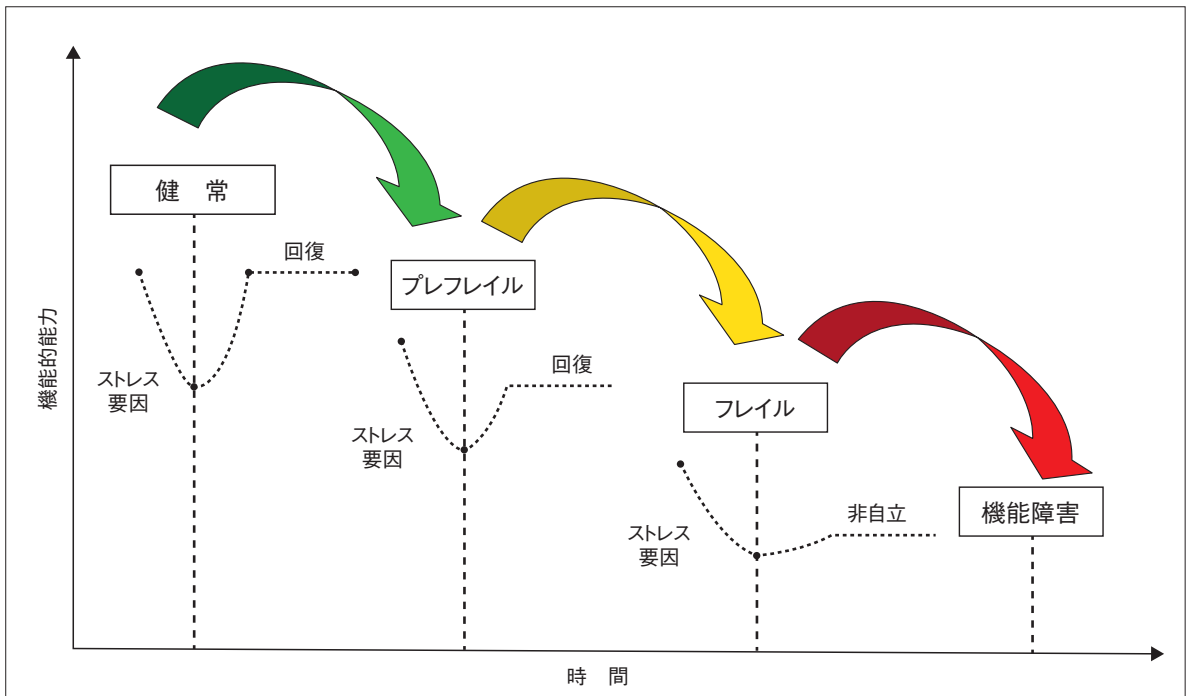 健 常
回復
プレフレイル
ストレス
要因
回復
フレイル
ストレス
要因
非自立
機能障害
ストレス
要因
機能的能力
時 間